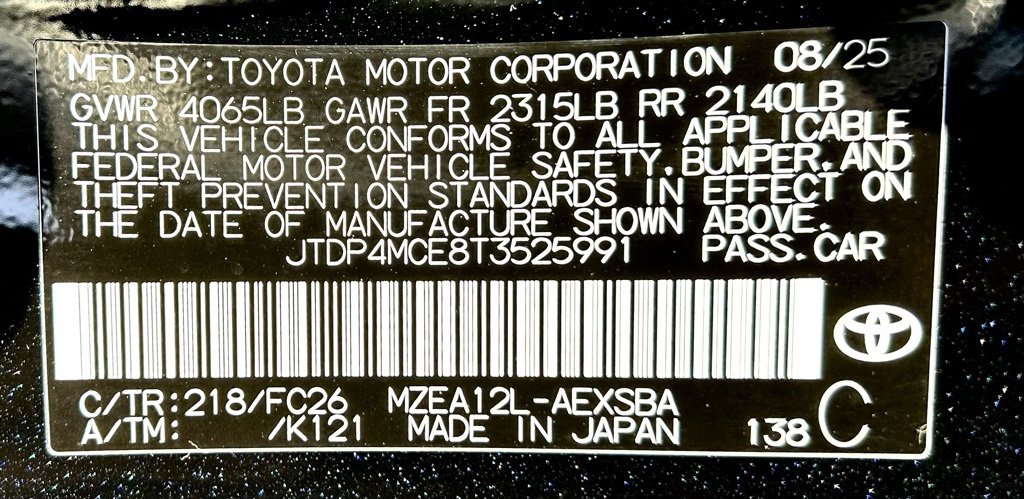 MFD. BY: TOYOTA MOTOR CORPORATION 08/25
GVWR 4065LB GAWR FR 2315LB RR 2140LB
THIS VEHICLE CONFORMS TO ALL APPLICABLE
FEDERAL MOTOR VEHICLE SAFETY, BUMPER, AND
THEFT PREVENTION STANDARDS IN EFFECT ON
THE DATE OF MANUFACTURE SHOWN ABOVE.
JTDP4MCE8T3525991 PASS. CAR
C/TR: 218/FC26 MZEA12L-AEXSBA
A/TM: /K121 MADE IN JAPAN 138 C